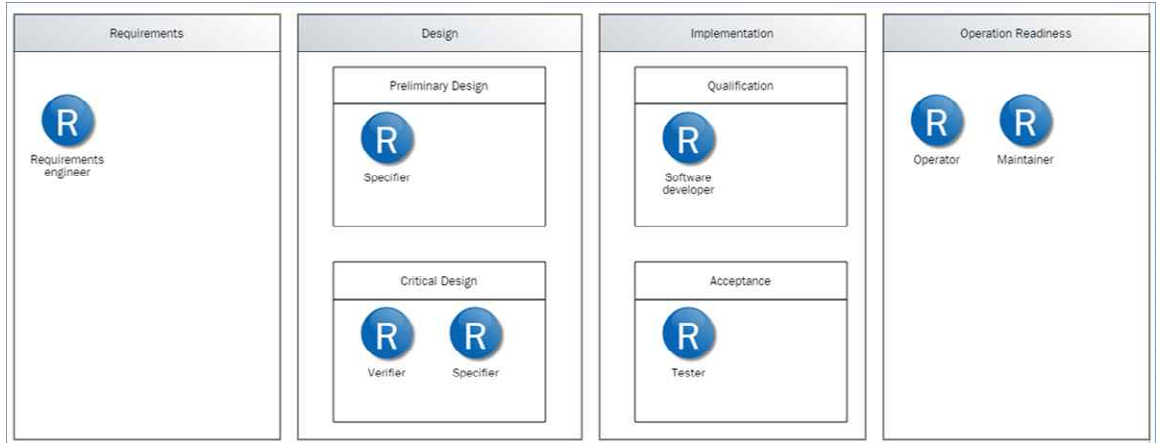 Requirements
R
Requirements
engineer
Design
Preliminary Design
R
Specifier
Critical Design
R
Verifier
R
Specifier
Implementation
Qualification
R
Software
developer
Acceptance
R
Tester
Operation Readiness
R
Operator
R
Maintainer